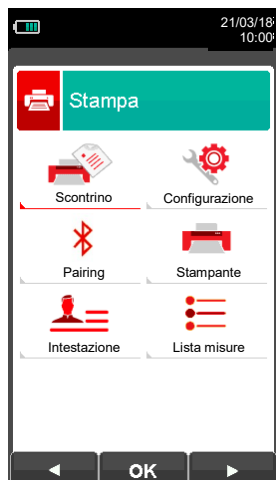 21/03/18
10:00
Stampa
Scontrino
Configurazione
Pairing
Stampante
Intestazione
Lista misure
OK